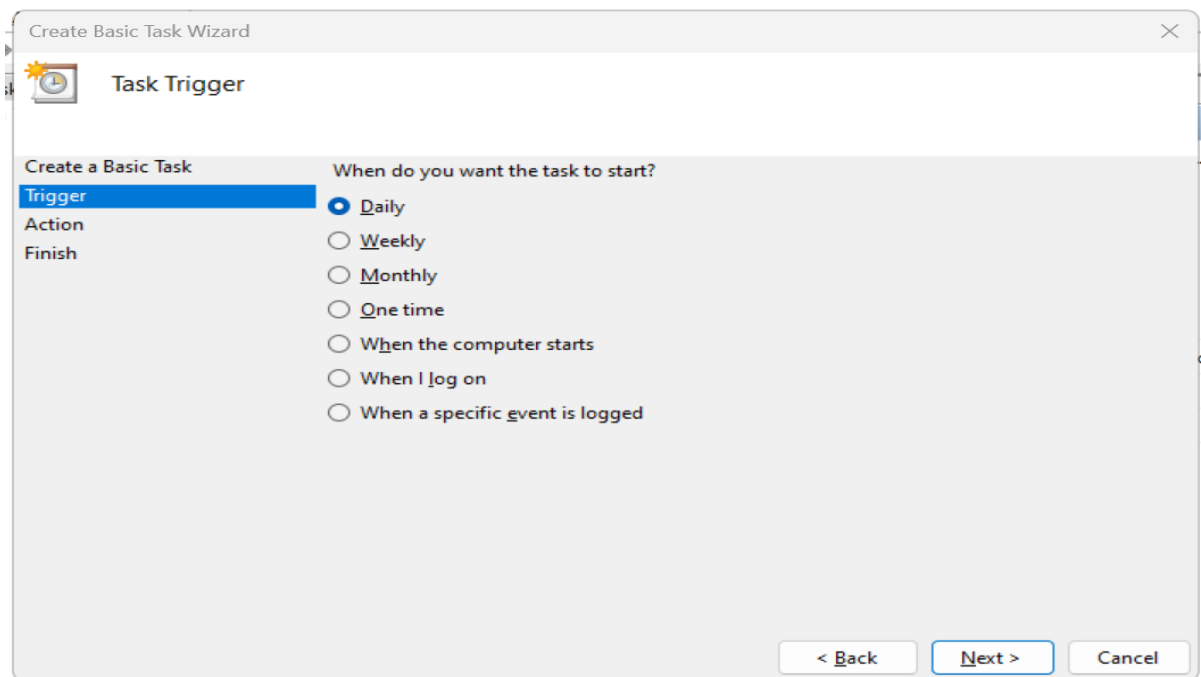 Create Basic Task Wizard
Task Trigger
Create a Basic Task
Trigger
Action
Finish
When do you want the task to start?
Daily
Weekly
Monthly
One time
When the computer starts
When I log on
When a specific event is logged
< Back
Next >
Cancel